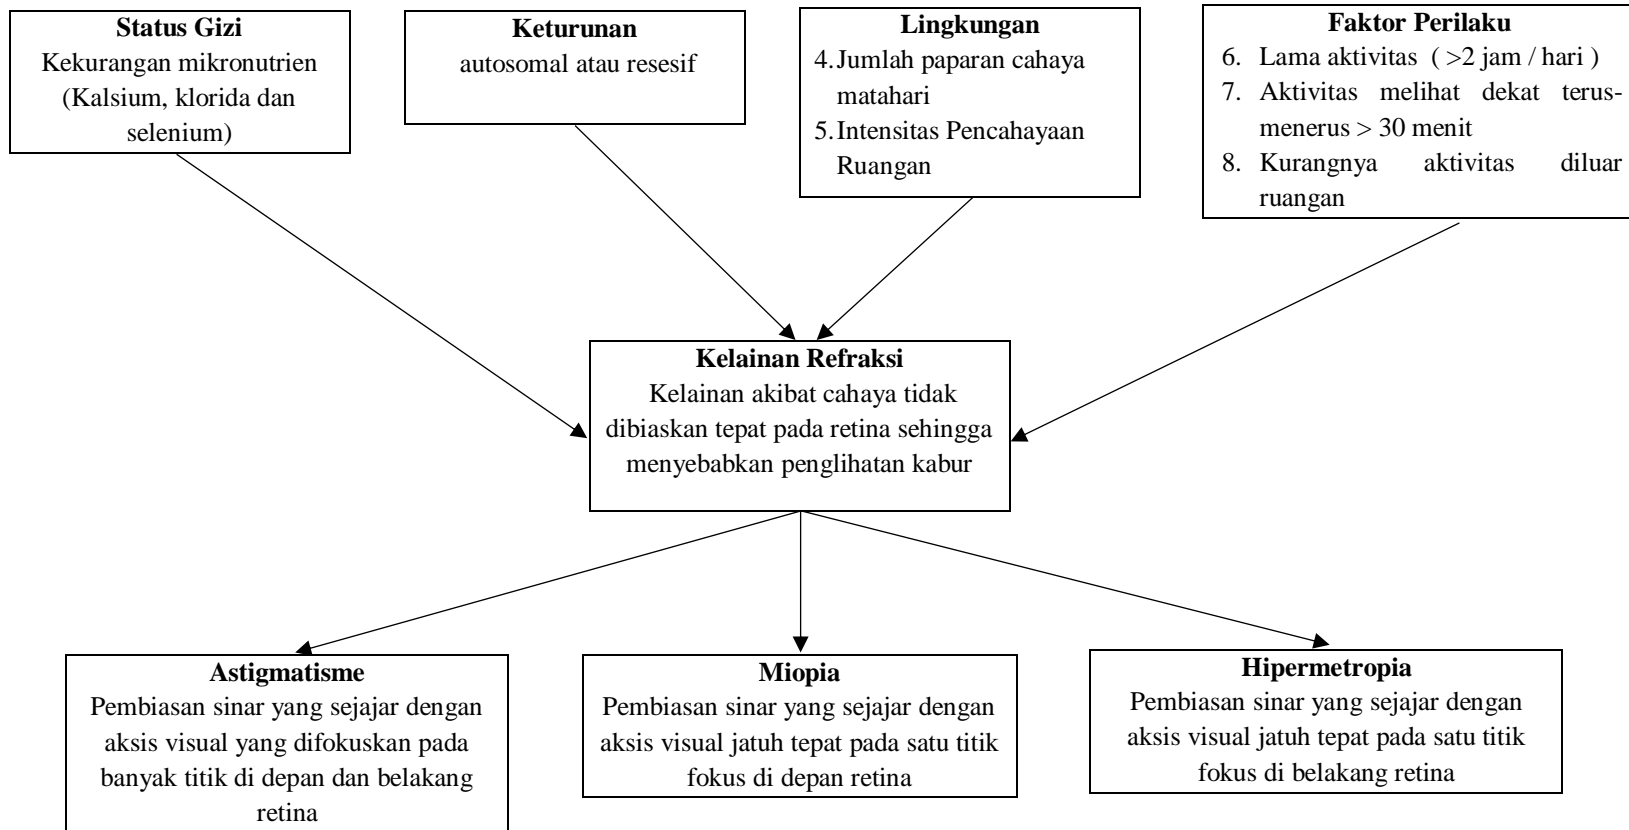 Status Gizi
Kekurangan mikronutrien
(Kalsium, klorida dan
selenium)
Keturunan
autosomal atau resesif
Lingkungan
4. Jumlah paparan cahaya
matahari
5. Intensitas Pencahayaan
Ruangan
Faktor Perilaku
6. Lama aktivitas ( >2 jam / hari )
7. Aktivitas melihat dekat terus-
menerus > 30 menit
8. Kurangnya aktivitas diluar
ruangan
Kelainan Refraksi
Kelainan akibat cahaya tidak
dibiaskan tepat pada retina sehingga
menyebabkan penglihatan kabur
Astigmatisme
Pembiasan sinar yang sejajar dengan
aksis visual yang difokuskan pada
banyak titik di depan dan belakang
retina
Miopia
Pembiasan sinar yang sejajar dengan
aksis visual jatuh tepat pada satu titik
fokus di depan retina
Hipermetropia
Pembiasan sinar yang sejajar dengan
aksis visual jatuh tepat pada satu titik
fokus di belakang retina